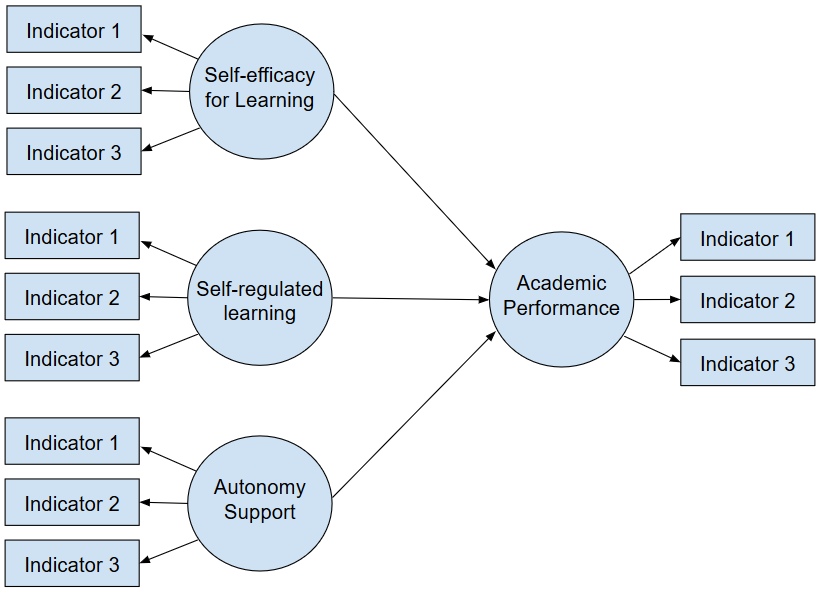 Indicator 1
Indicator 2
Indicator 3
Self-efficacy
for Learning
Indicator 1
Indicator 2
Indicator 3
Self-regulated
learning
Indicator 1
Indicator 2
Indicator 3
Autonomy
Support
Academic
Performance
Indicator 1
Indicator 2
Indicator 3